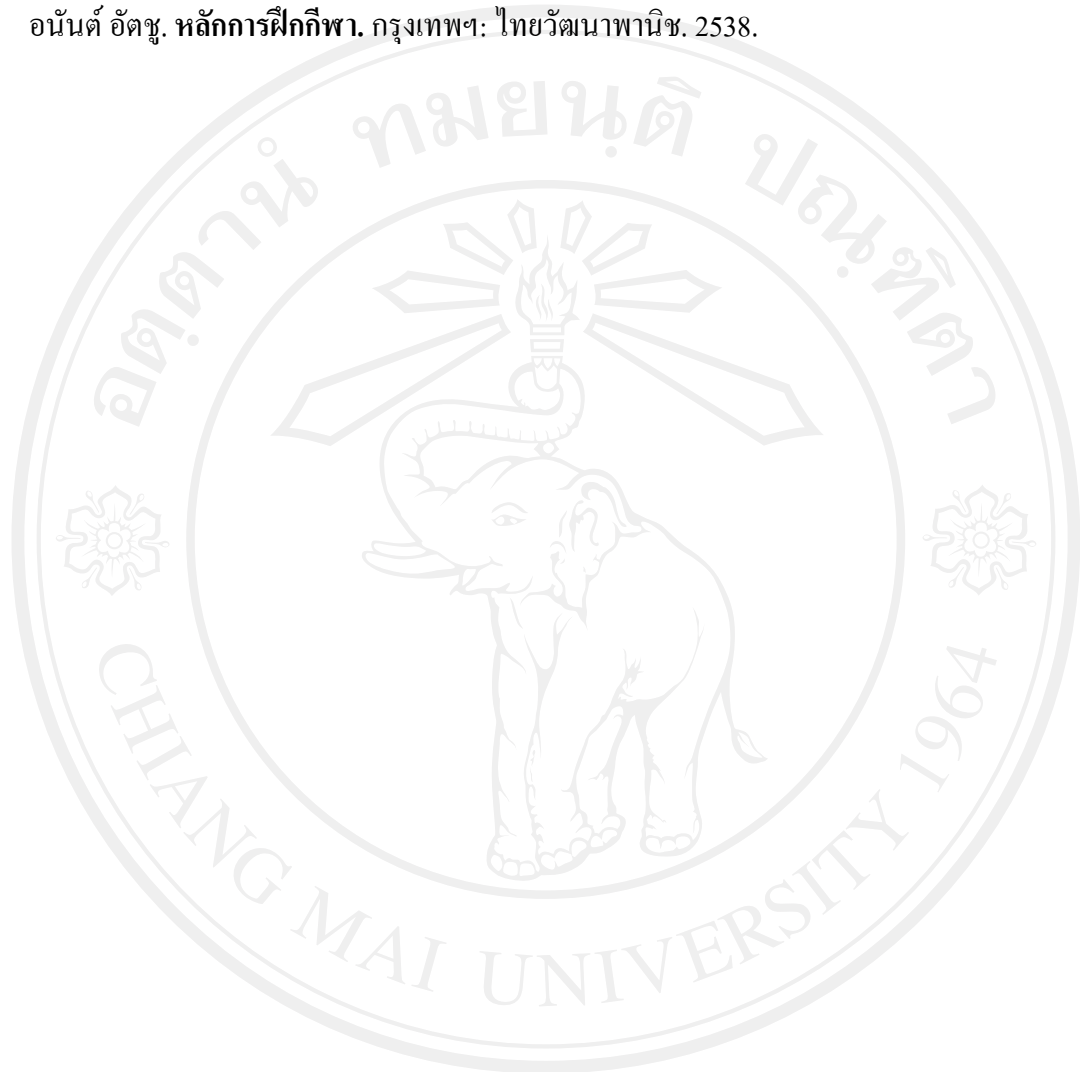 อนันต์ อัตชู. หลักการฝึกกีฬา. กรุงเทพฯ: ไทยวัฒนาพานิช. 2538.
อตฺตานํ ทมยนฺติ ปณฺฑิตา
CHIANG MAI UNIVERSITY 1964